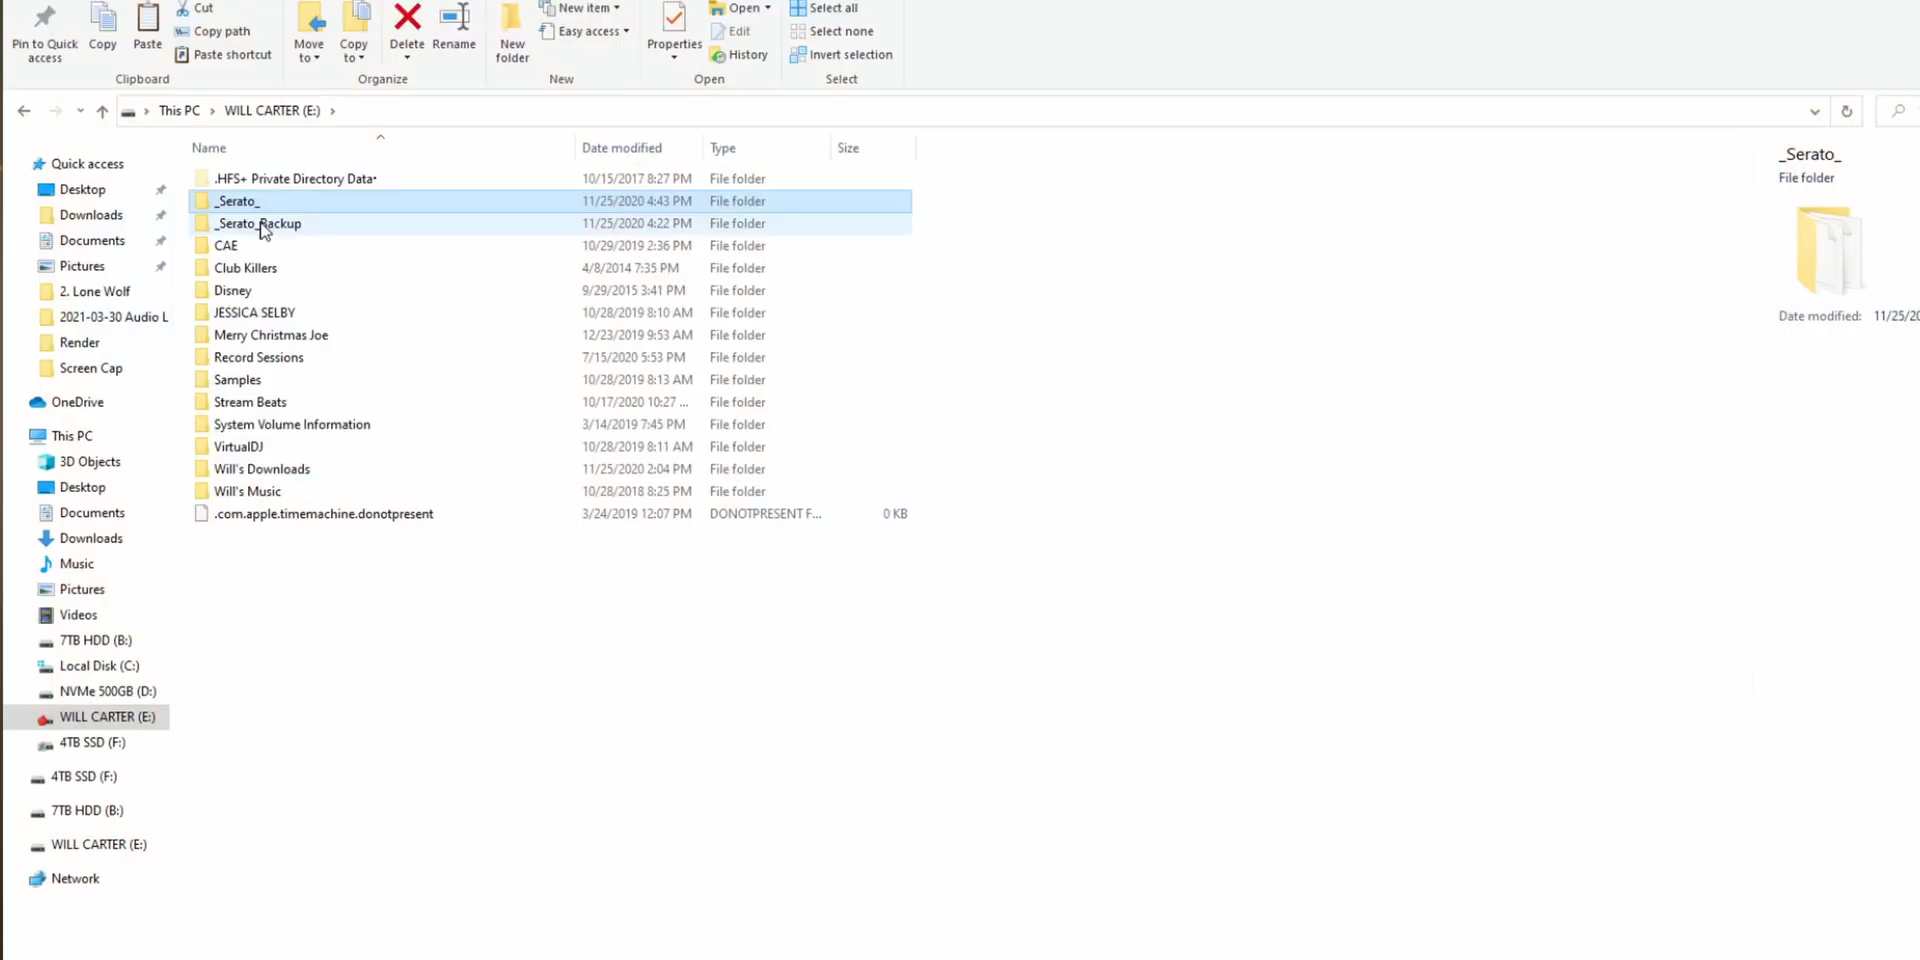 Cut
New item
Open
Select all
Copy path
Easy access
Edit
Select none
Pin to Quick access
Copy
Paste
Paste shortcut
Move to
Copy to
Delete
Rename
New folder
Properties
History
Invert selection
Clipboard
Organize
New
Open
Select
This PC > WILL CARTER (E:) >
Name Date modified Type Size
.HFS+ Private Directory Data• 10/15/2017 8:27 PM File folder
_Serato_ 11/25/2020 4:43 PM File folder
_Serato_Backup 11/25/2020 4:22 PM File folder
CAE 10/29/2019 2:36 PM File folder
Club Killers 4/8/2014 7:35 PM File folder
Disney 9/29/2015 3:41 PM File folder
JESSICA SELBY 10/28/2019 8:10 AM File folder
Merry Christmas Joe 12/23/2019 9:53 AM File folder
Record Sessions 7/15/2020 5:53 PM File folder
Samples 10/28/2019 8:13 AM File folder
Stream Beats 10/17/2020 10:27 ... File folder
System Volume Information 3/14/2019 7:45 PM File folder
VirtualDJ 10/28/2019 8:11 AM File folder
Will's Downloads 11/25/2020 2:04 PM File folder
Will's Music 10/28/2018 8:25 PM File folder
.com.apple.timemachine.donotpresent 3/24/2019 12:07 PM DONOTPRESENT F... 0 KB
Quick access
Desktop
Downloads
Documents
Pictures
2. Lone Wolf
2021-03-30 Audio L
Render
Screen Cap
OneDrive
This PC
3D Objects
Desktop
Documents
Downloads
Music
Pictures
Videos
7TB HDD (B:)
Local Disk (C:)
NVMe 500GB (D:)
WILL CARTER (E:)
4TB SSD (F:)
4TB SSD (F:)
7TB HDD (B:)
WILL CARTER (E:)
Network
_Serato_
File folder
Date modified: 11/25/20